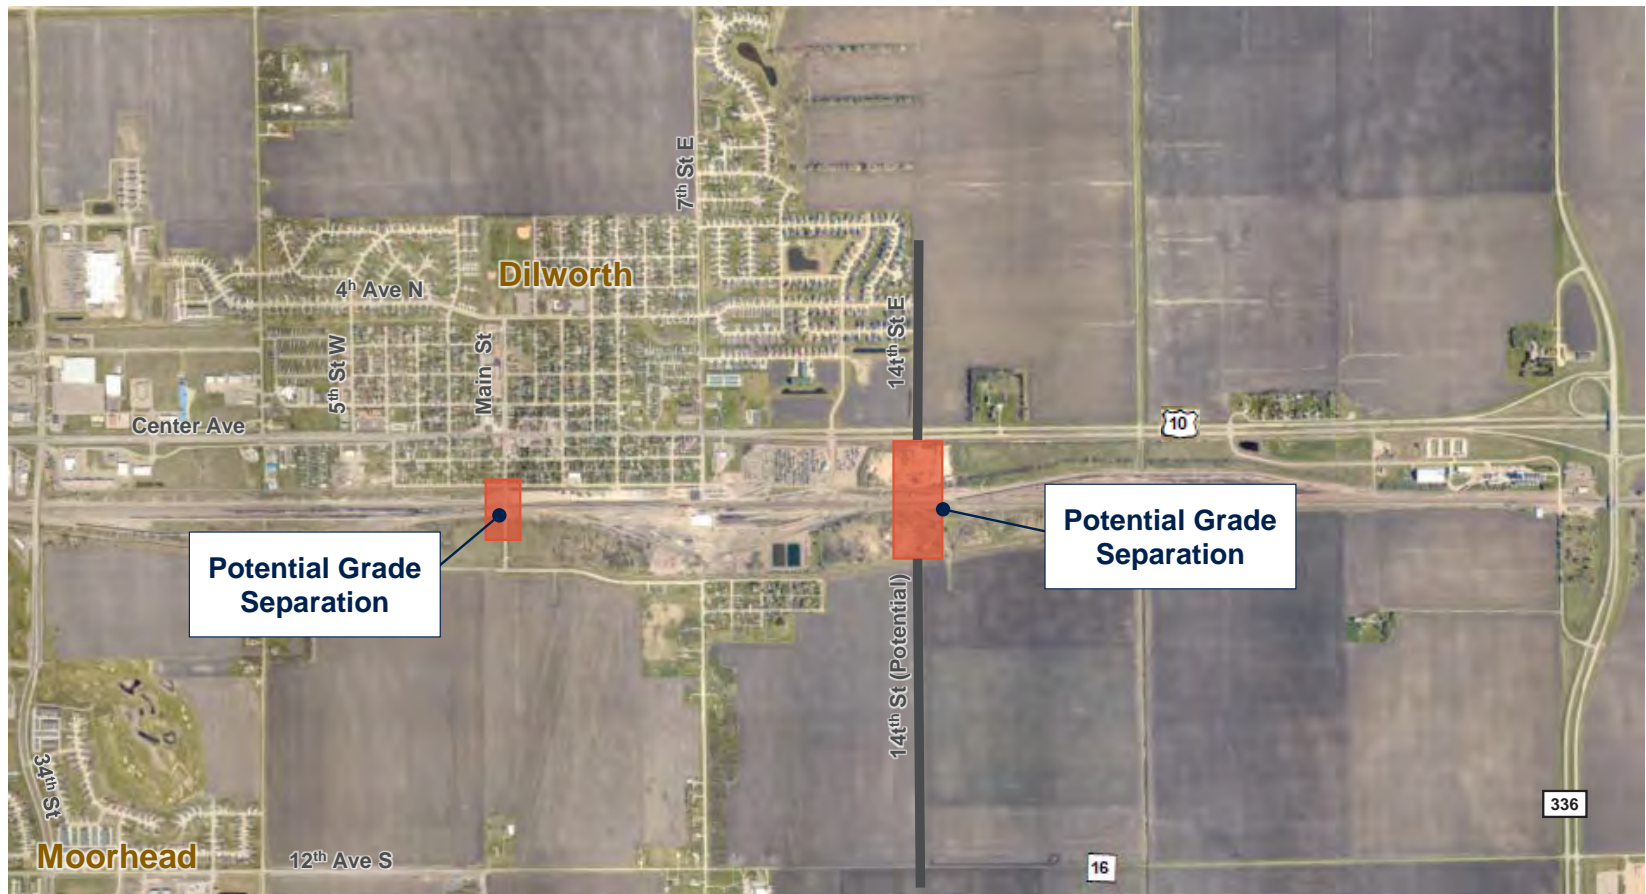 7th St E
Dilworth
4h Ave N
14th St E
5th St W
Main St
Center Ave
10
Potential Grade
Separation
Potential Grade
Separation
14th St (Potential)
34th St
336
Moorhead
12th Ave S
16